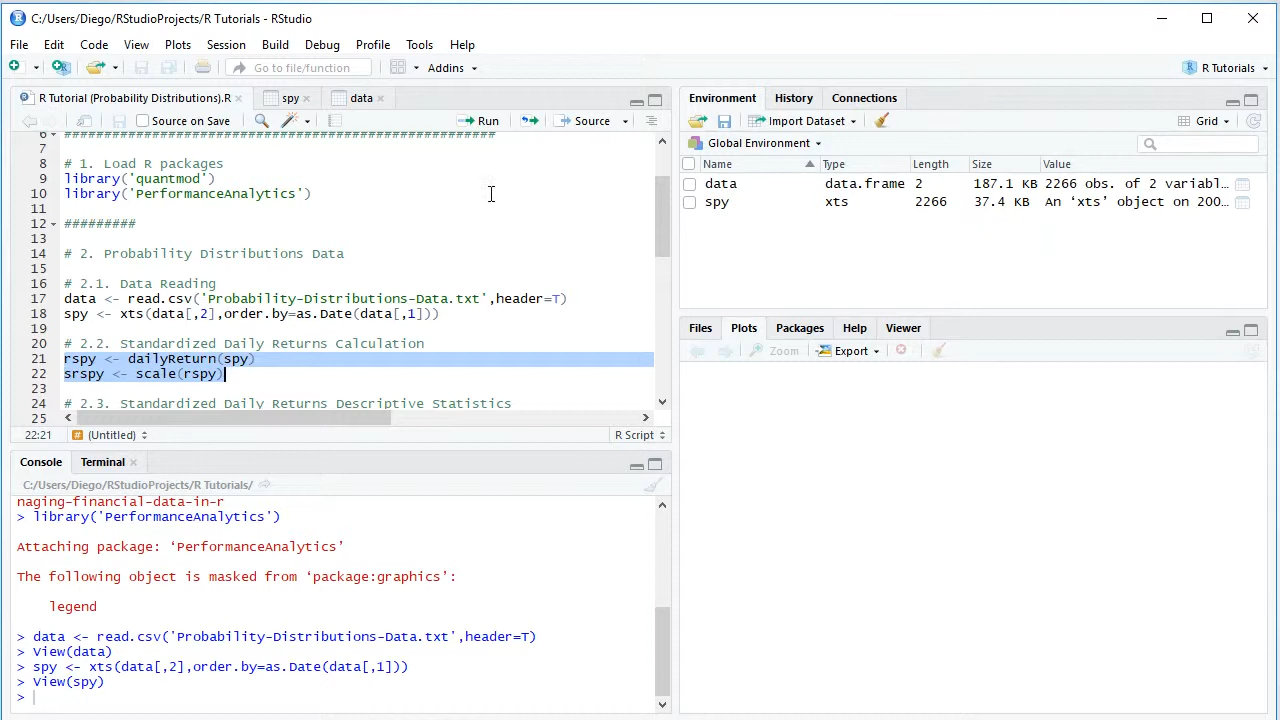 C:/Users/Diego/RStudioProjects/R Tutorials - RStudio
File Edit Code View Plots Session Build Debug Profile Tools Help
Go to file/function Addins R Tutorials
R Tutorial (Probability Distributions).R spy data
Source on Save Run Source
6 #####################################################
7
8 # 1. Load R packages
9 library('quantmod')
10 library('PerformanceAnalytics')
11
12 #########
13
14 # 2. Probability Distributions Data
15
16 # 2.1. Data Reading
17 data <- read.csv('Probability-Distributions-Data.txt',header=T)
18 spy <- xts(data[,2],order.by=as.Date(data[,1]))
19
20 # 2.2. Standardized Daily Returns Calculation
21 rspy <- dailyReturn(spy)
22 srspy <- scale(rspy)
23
24 # 2.3. Standardized Daily Returns Descriptive Statistics
25
22:21 # (Untitled) R Script
Console Terminal
C:/Users/Diego/RStudioProjects/R Tutorials/
naging-financial-data-in-r
> library('PerformanceAnalytics')
Attaching package: ‘PerformanceAnalytics’
The following object is masked from ‘package:graphics’:
legend
> data <- read.csv('Probability-Distributions-Data.txt',header=T)
> View(data)
> spy <- xts(data[,2],order.by=as.Date(data[,1]))
> View(spy)
>
Environment History Connections
Import Dataset Grid
Global Environment
Name Type Length Size Value
data data.frame 2 187.1 KB 2266 obs. of 2 variabl...
spy xts 2266 37.4 KB An ‘xts’ object on 200...
Files Plots Packages Help Viewer
Zoom Export